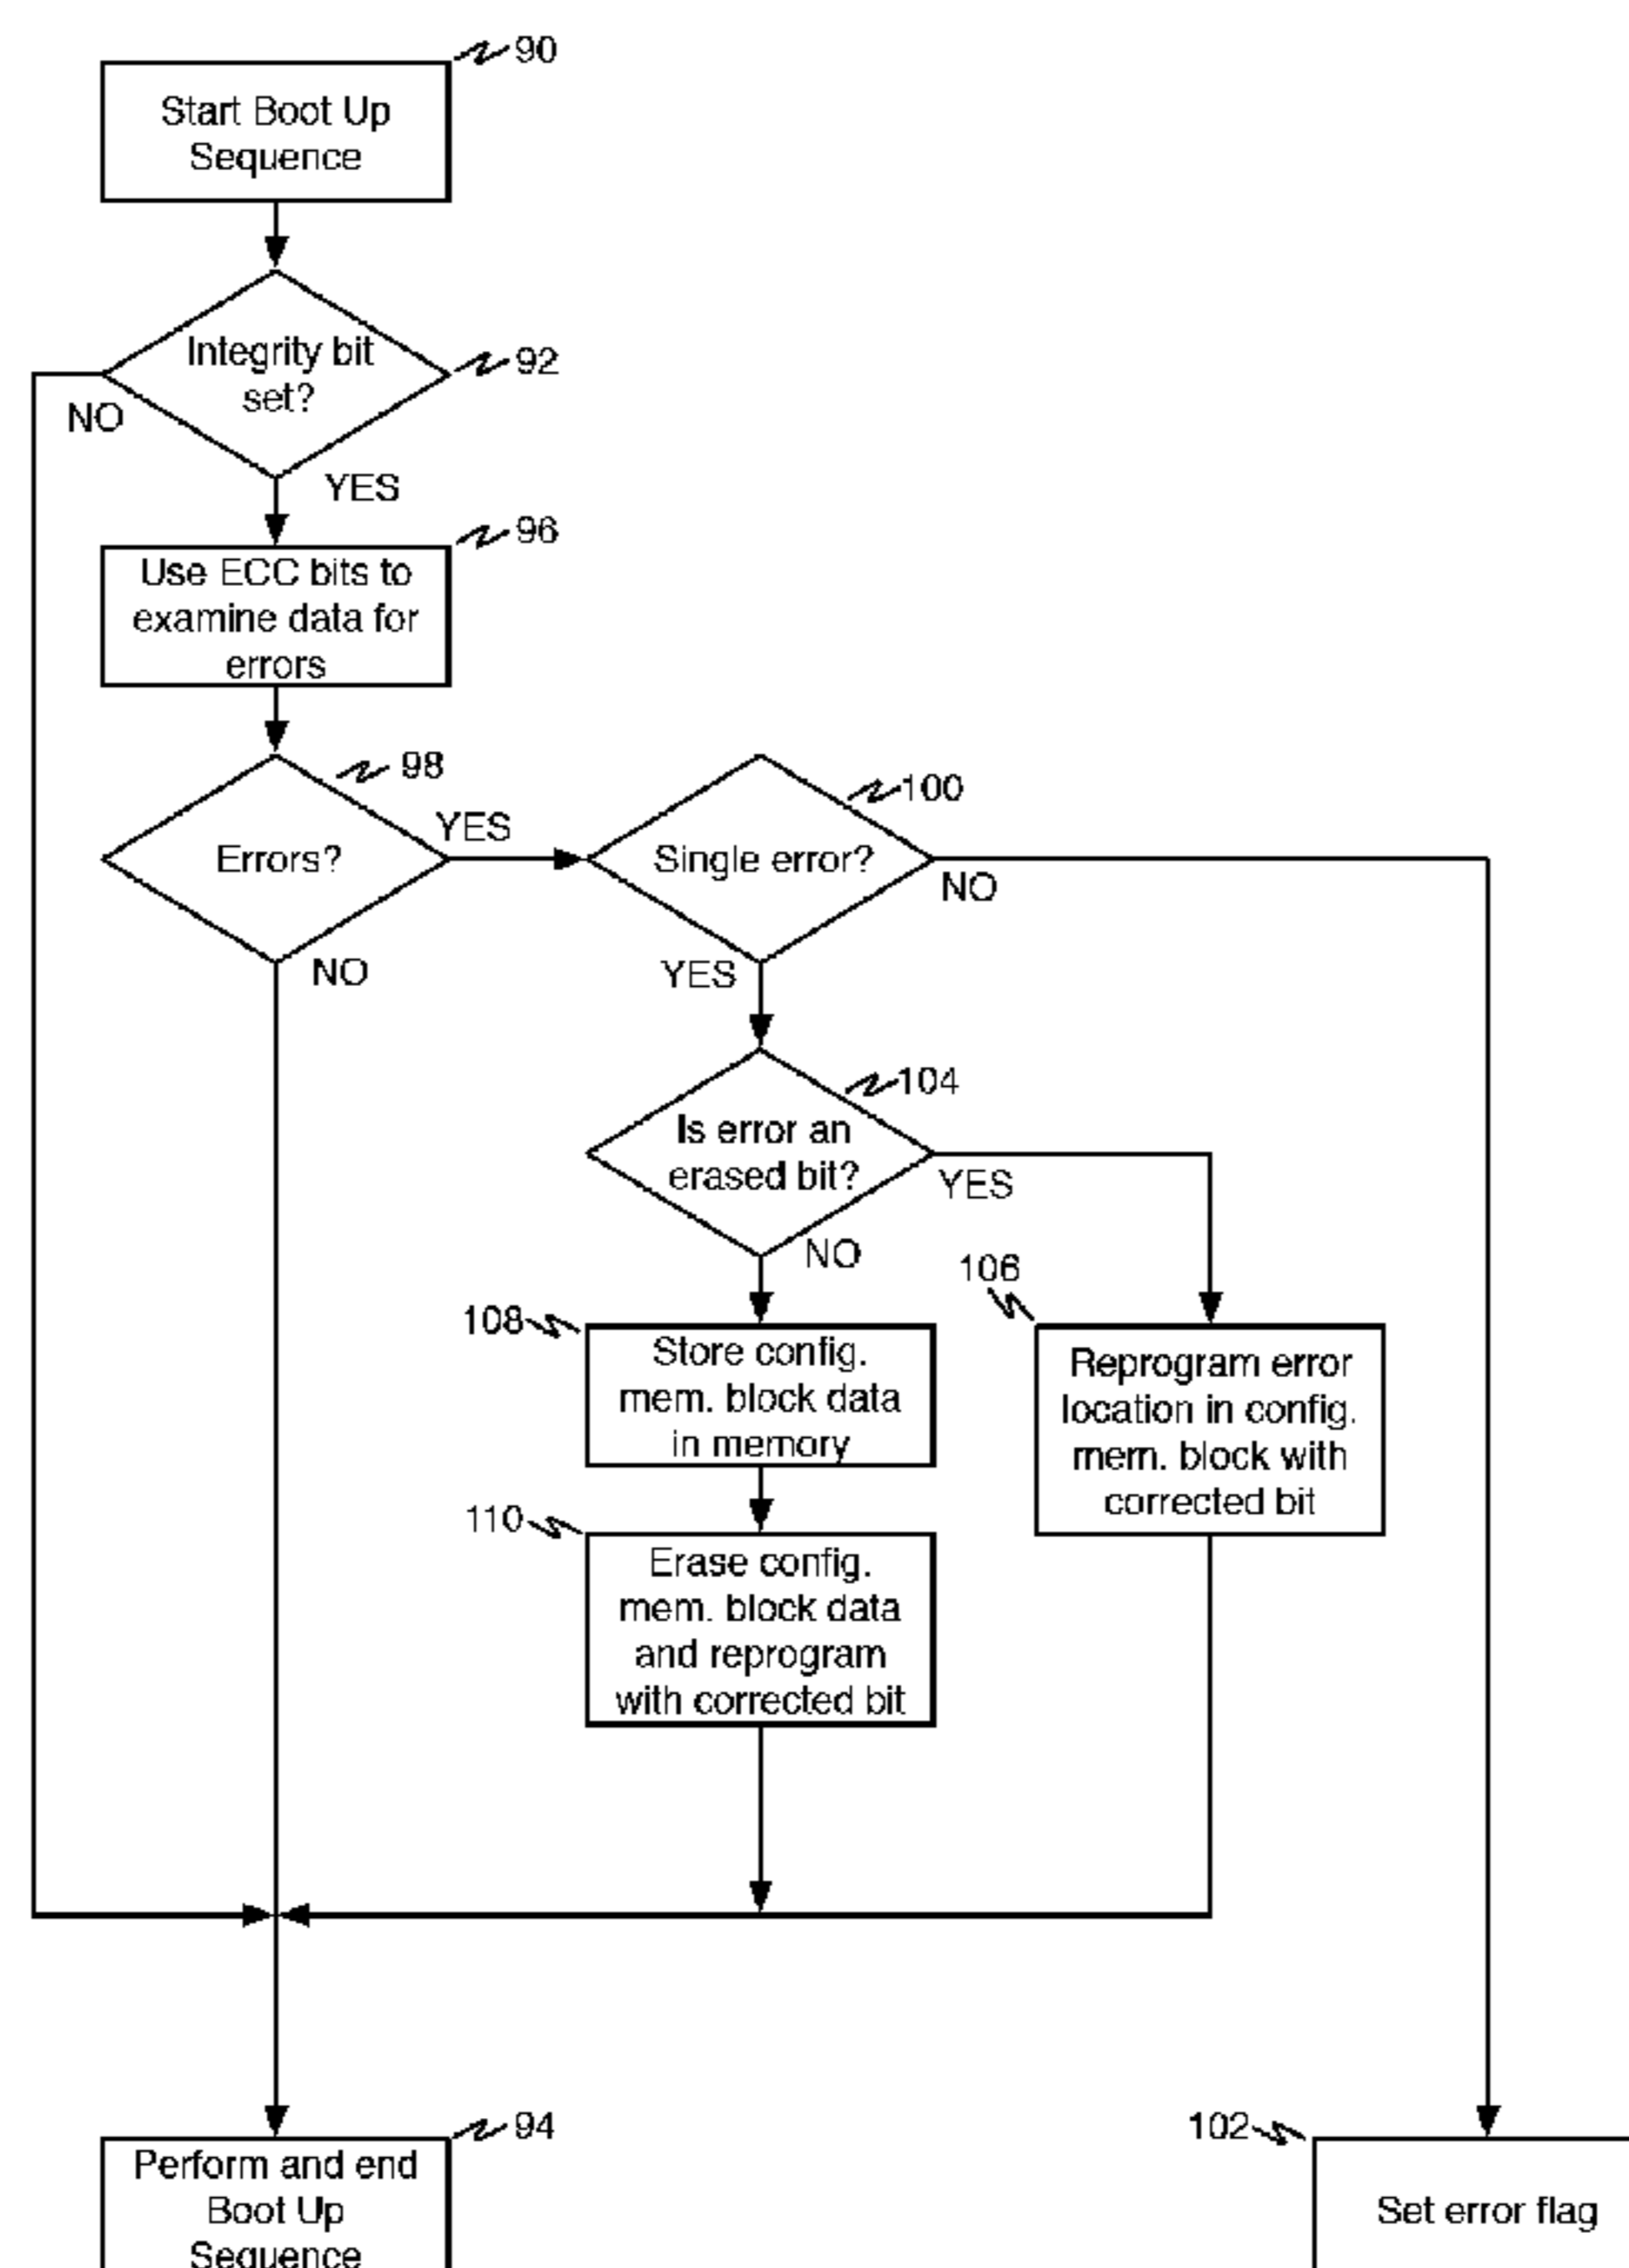 90
Start Boot Up
Sequence
Integrity bit
set?
92
NO
YES
96
Use ECC bits to
examine data for
errors
98
Errors?
YES
NO
100
Single error?
NO
YES
104
Is error an
erased bit?
YES
NO
106
Reprogram error
location in config.
mem. block with
corrected bit
108
Store config.
mem. block data
in memory
110
Erase config.
mem. block data
and reprogram
with corrected bit
94
Perform and end
Boot Up
Sequence
102
Set error flag